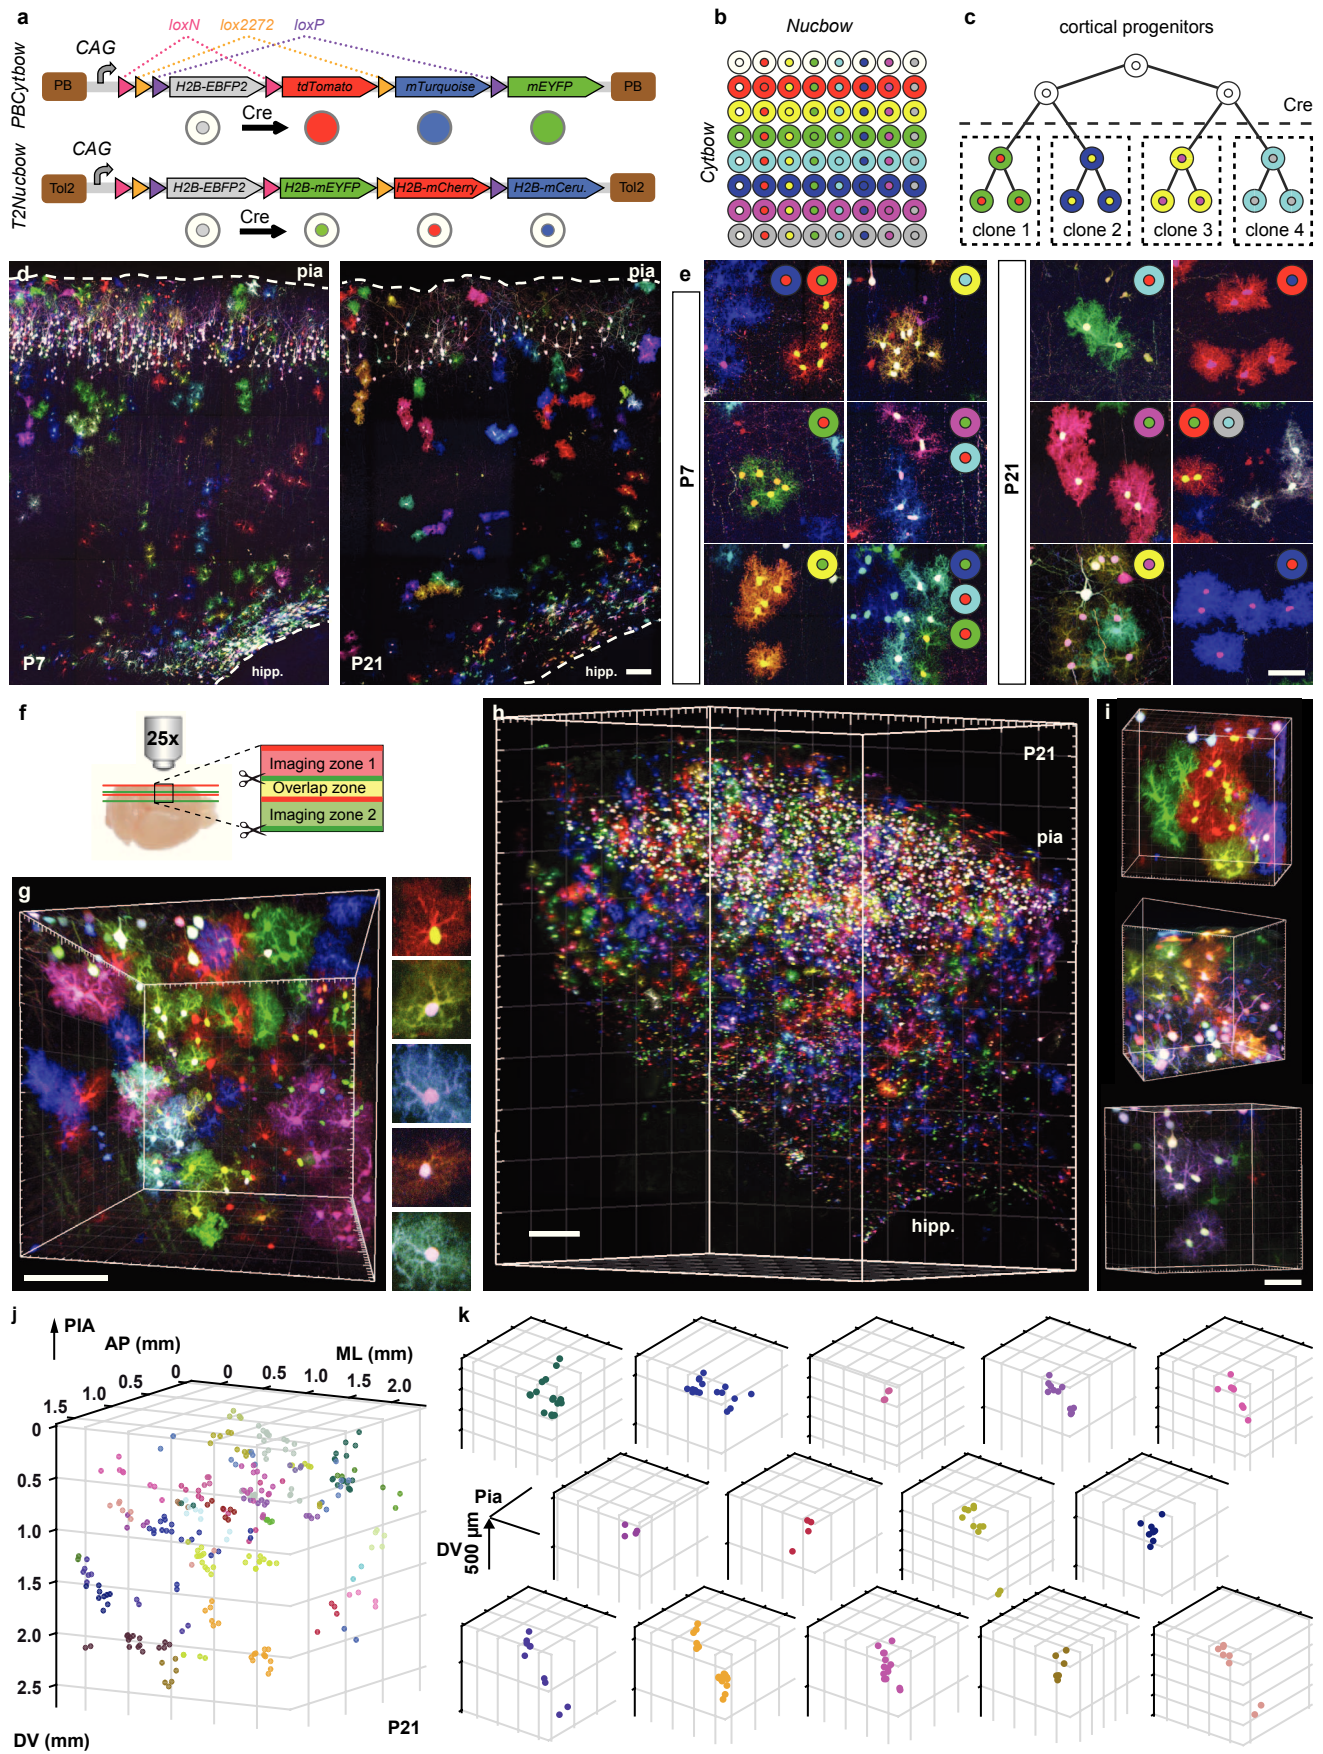 a
loxN lox2272 loxP
PBCytbow
CAG
PB H2B-EBFP2 tdTomato mTurquoise mEYFP PB
Cre
T2Nucbow
CAG
Tol2 H2B-EBFP2 H2B-mEYFP H2B-mCherry H2B-mCeru. Tol2
Cre
b
Nucbow
Cytbow
c
cortical progenitors
Cre
clone 1 clone 2 clone 3 clone 4
d
pia
pia
P7
hipp.
P21
hipp.
e
P7
P21
f
25x
Imaging zone 1
Overlap zone
Imaging zone 2
g
h
P21
pia
hipp.
i
j
PIA
AP (mm)
ML (mm)
0 0
0.5 0.5
1.0 1.0
1.5 1.5
2.0
0
0.5
1.0
1.5
2.0
2.5
DV (mm)
P21
k
Pia
DV
500 µm